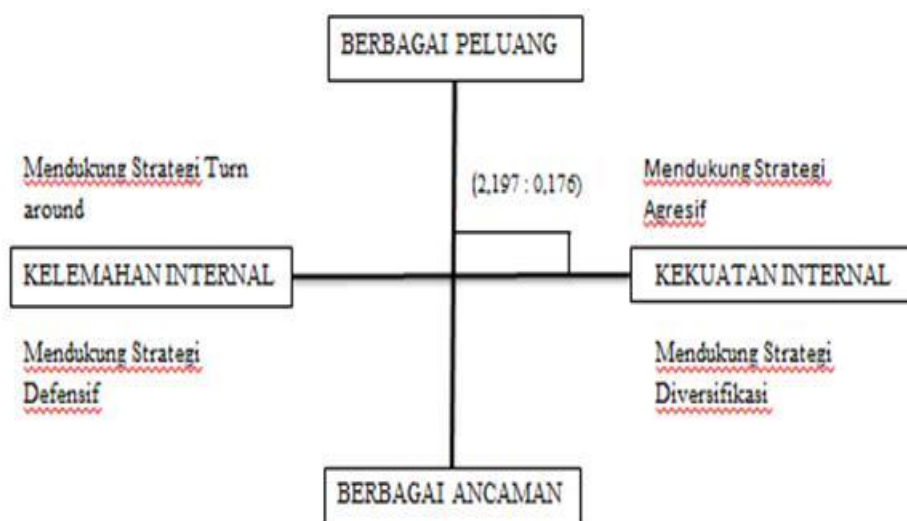 BERBAGAI PELUANG
Mendukung Strategi Turn
around
(2,197 : 0,176)
Mendukung Strategi
Agresif
KELEMAHAN INTERNAL
KEKUATAN INTERNAL
Mendukung Strategi
Defensif
Mendukung Strategi
Diversifikasi
BERBAGAI ANCAMAN